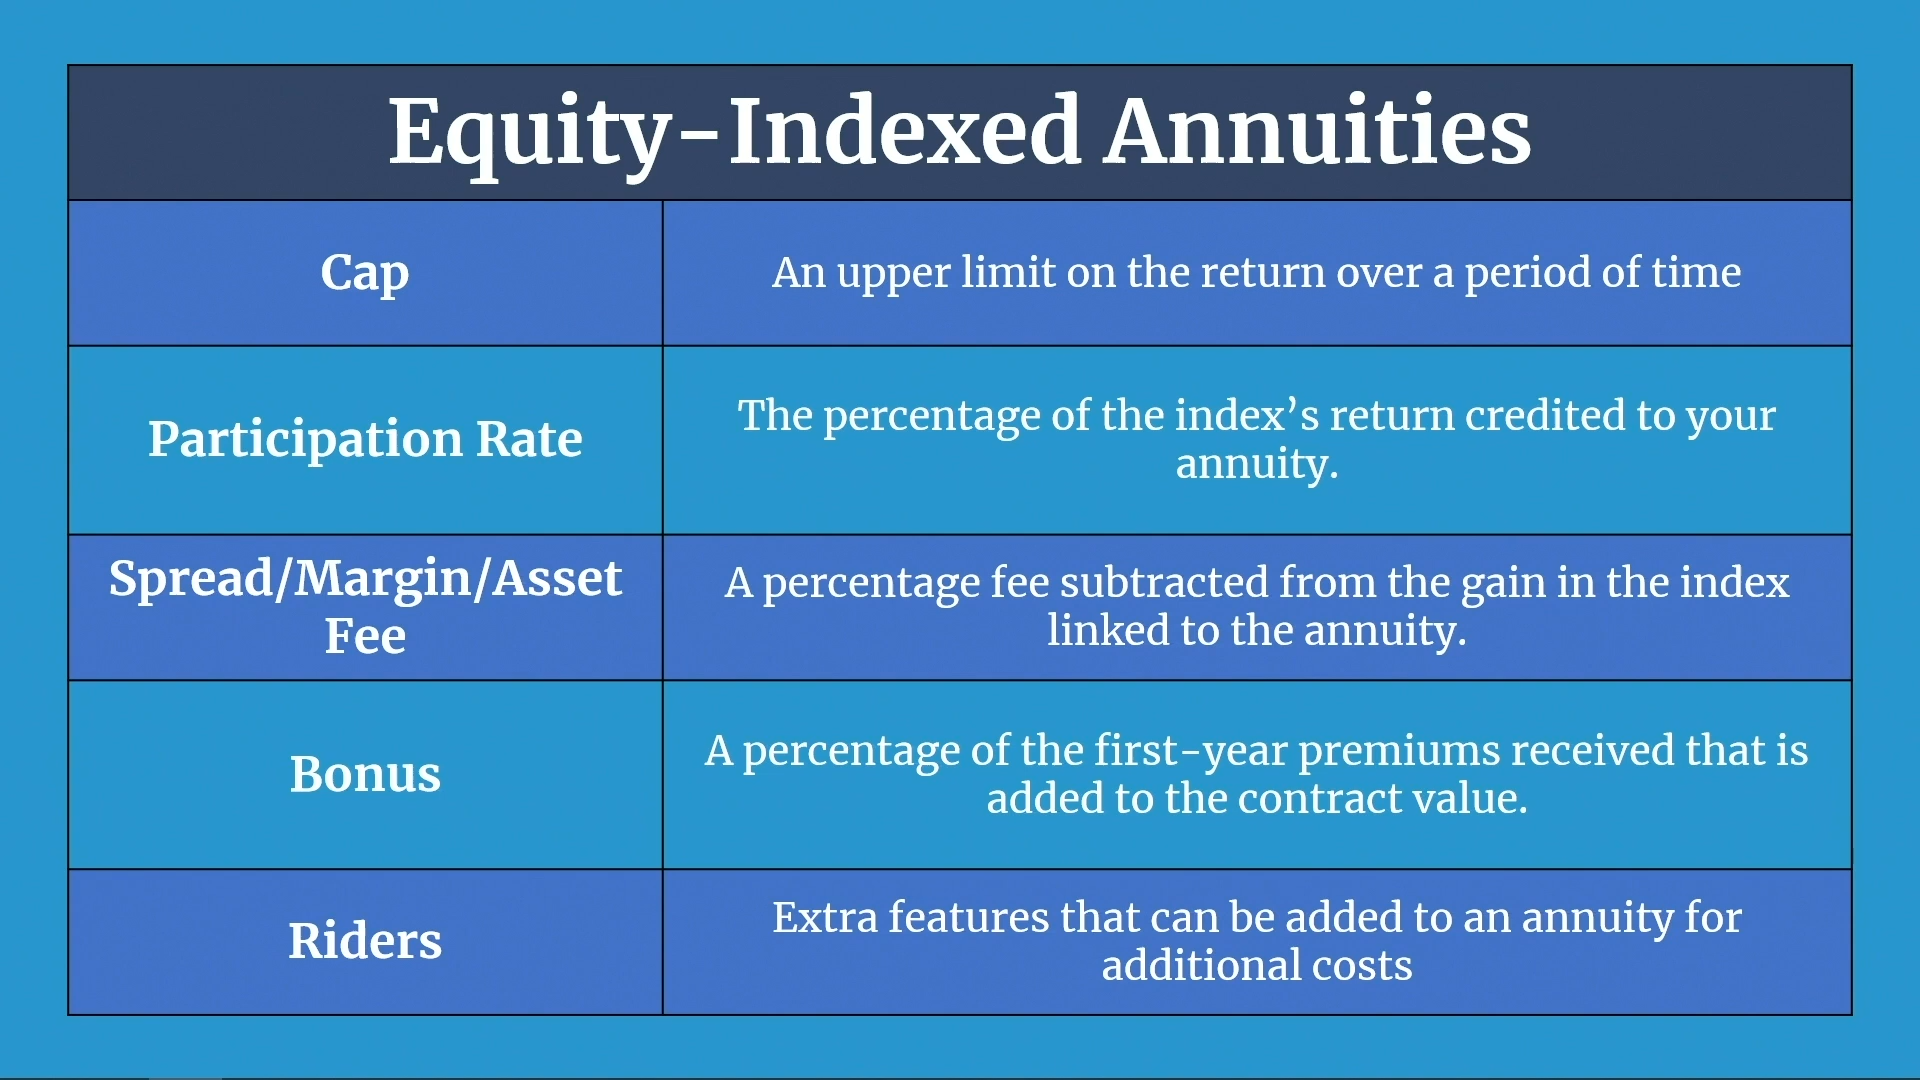 Equity-Indexed Annuities
Cap
An upper limit on the return over a period of time
Participation Rate
The percentage of the index’s return credited to your
annuity.
Spread/Margin/Asset
Fee
A percentage fee subtracted from the gain in the index
linked to the annuity.
Bonus
A percentage of the first-year premiums received that is
added to the contract value.
Riders
Extra features that can be added to an annuity for
additional costs